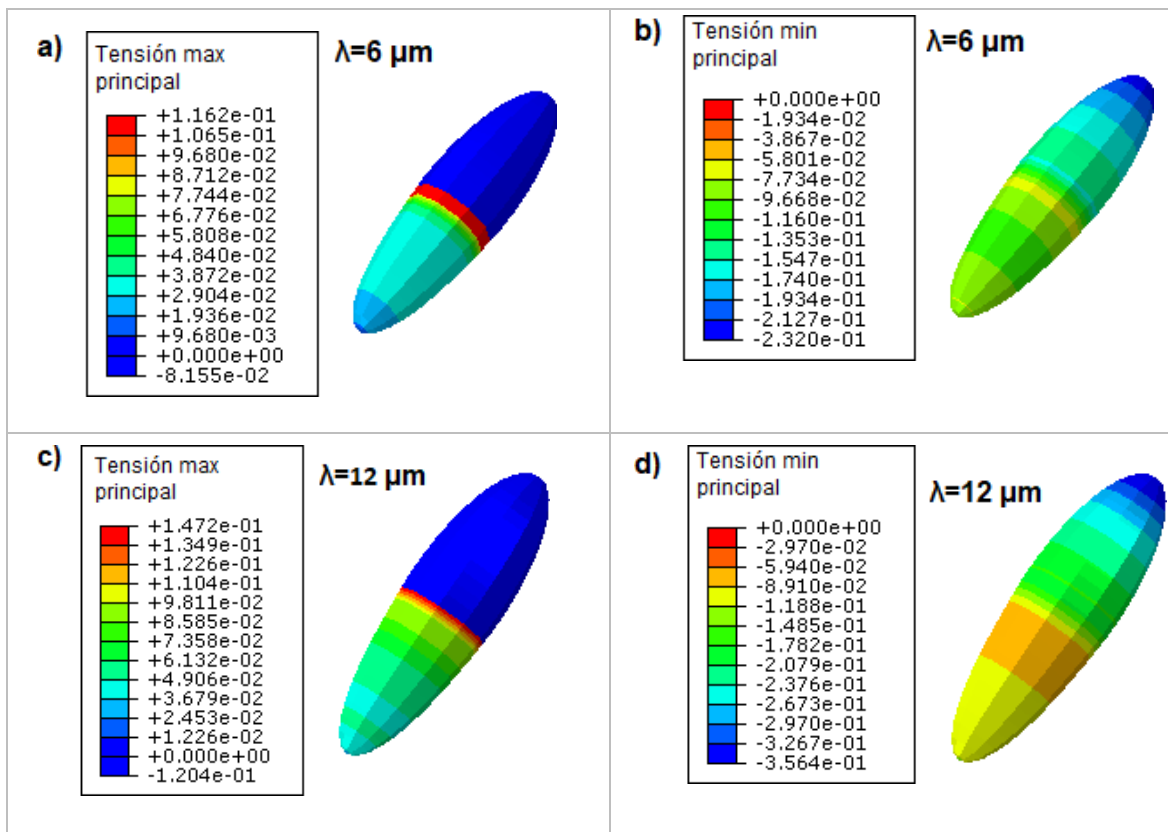 a)
Tensión max
principal
λ=6 μm
+1.162e-01
+1.065e-01
+9.680e-02
+8.712e-02
+7.744e-02
+6.776e-02
+5.808e-02
+4.840e-02
+3.872e-02
+2.904e-02
+1.936e-02
+9.680e-03
+0.000e+00
-8.155e-02
b)
Tensión min
principal
λ=6 μm
+0.000e+00
-1.934e-02
-3.867e-02
-5.801e-02
-7.734e-02
-9.668e-02
-1.160e-01
-1.353e-01
-1.547e-01
-1.740e-01
-1.934e-01
-2.127e-01
-2.320e-01
c)
Tensión max
principal
λ=12 μm
+1.472e-01
+1.349e-01
+1.226e-01
+1.104e-01
+9.811e-02
+8.585e-02
+7.358e-02
+6.132e-02
+4.906e-02
+3.679e-02
+2.453e-02
+1.226e-02
+0.000e+00
-1.204e-01
d)
Tensión min
principal
λ=12 μm
+0.000e+00
-2.970e-02
-5.940e-02
-8.910e-02
-1.188e-01
-1.485e-01
-1.782e-01
-2.079e-01
-2.376e-01
-2.673e-01
-2.970e-01
-3.267e-01
-3.564e-01